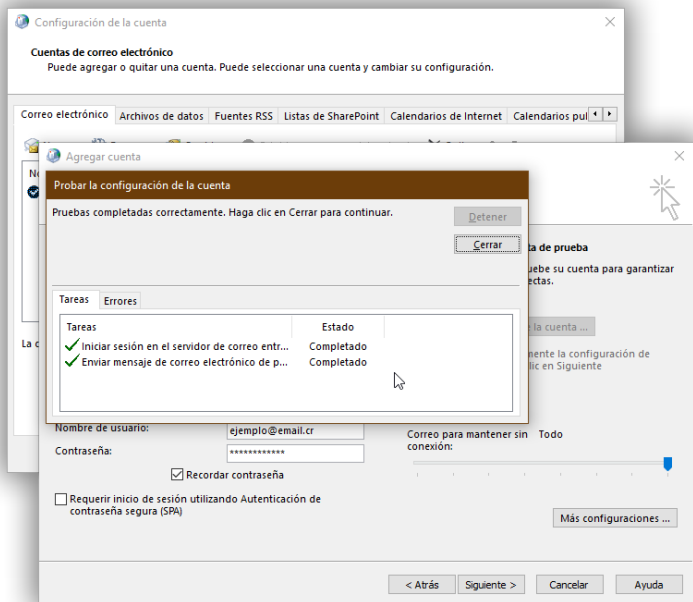 Configuración de la cuenta
Cuentas de correo electrónico
Puede agregar o quitar una cuenta. Puede seleccionar una cuenta y cambiar su configuración.
Correo electrónico Archivos de datos Fuentes RSS Listas de SharePoint Calendarios de Internet Calendarios pul
Agregar cuenta
Probar la configuración de la cuenta
Pruebas completadas correctamente. Haga clic en Cerrar para continuar.
Detener
Cerrar
ta de prueba
uebe su cuenta para garantizar
ectas.
Tareas Errores
Tareas Estado
Iniciar sesión en el servidor de correo entr... Completado
Enviar mensaje de correo electrónico de p... Completado
la cuenta ...
mente la configuración de
lic en Siguiente
Nombre de usuario: ejemplo@email.cr
Contraseña: ************
Recordar contraseña
Requerir inicio de sesión utilizando Autenticación de
contraseña segura (SPA)
Correo para mantener sin Todo
conexión:
Más configuraciones ...
< Atrás Siguiente > Cancelar Ayuda